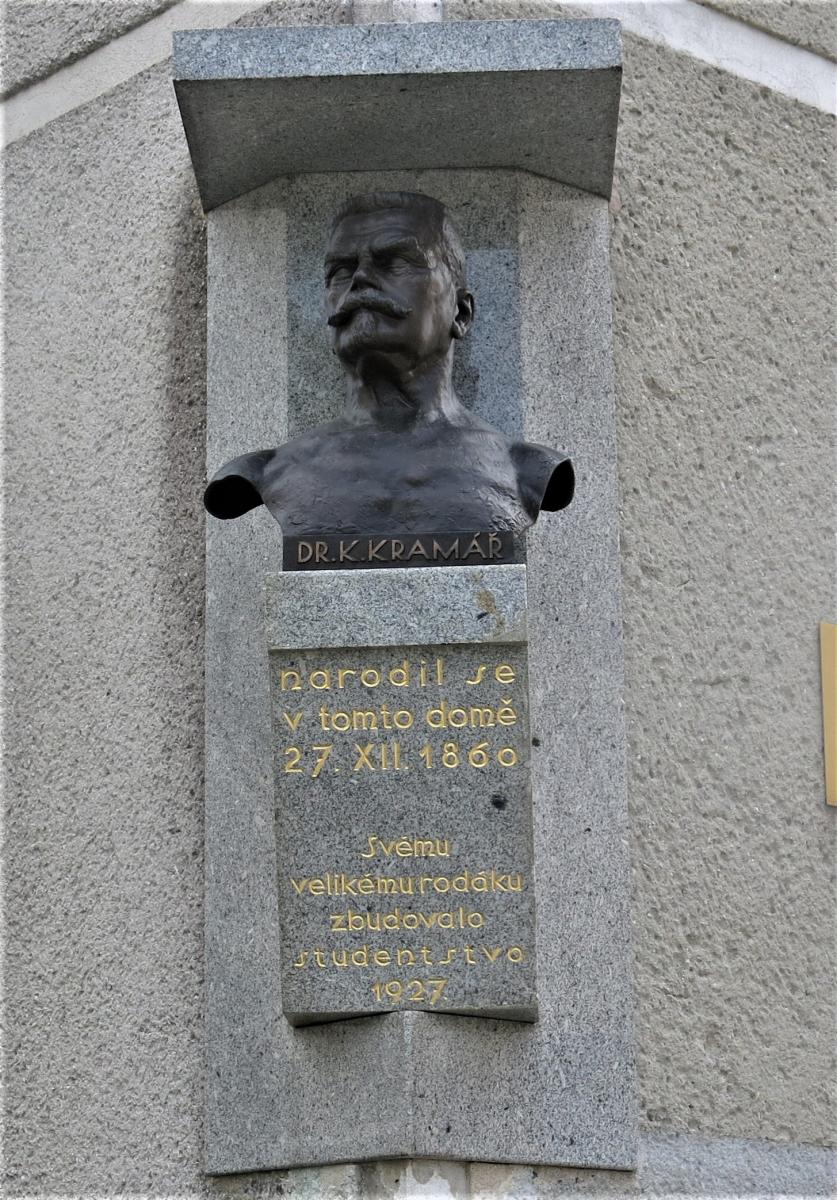 DR.K.KRAMÁŘ
narodil se
v tomto domě
27. XII. 1860
Svému
velikému rodáku
zbudovalo
studentstvo
1927